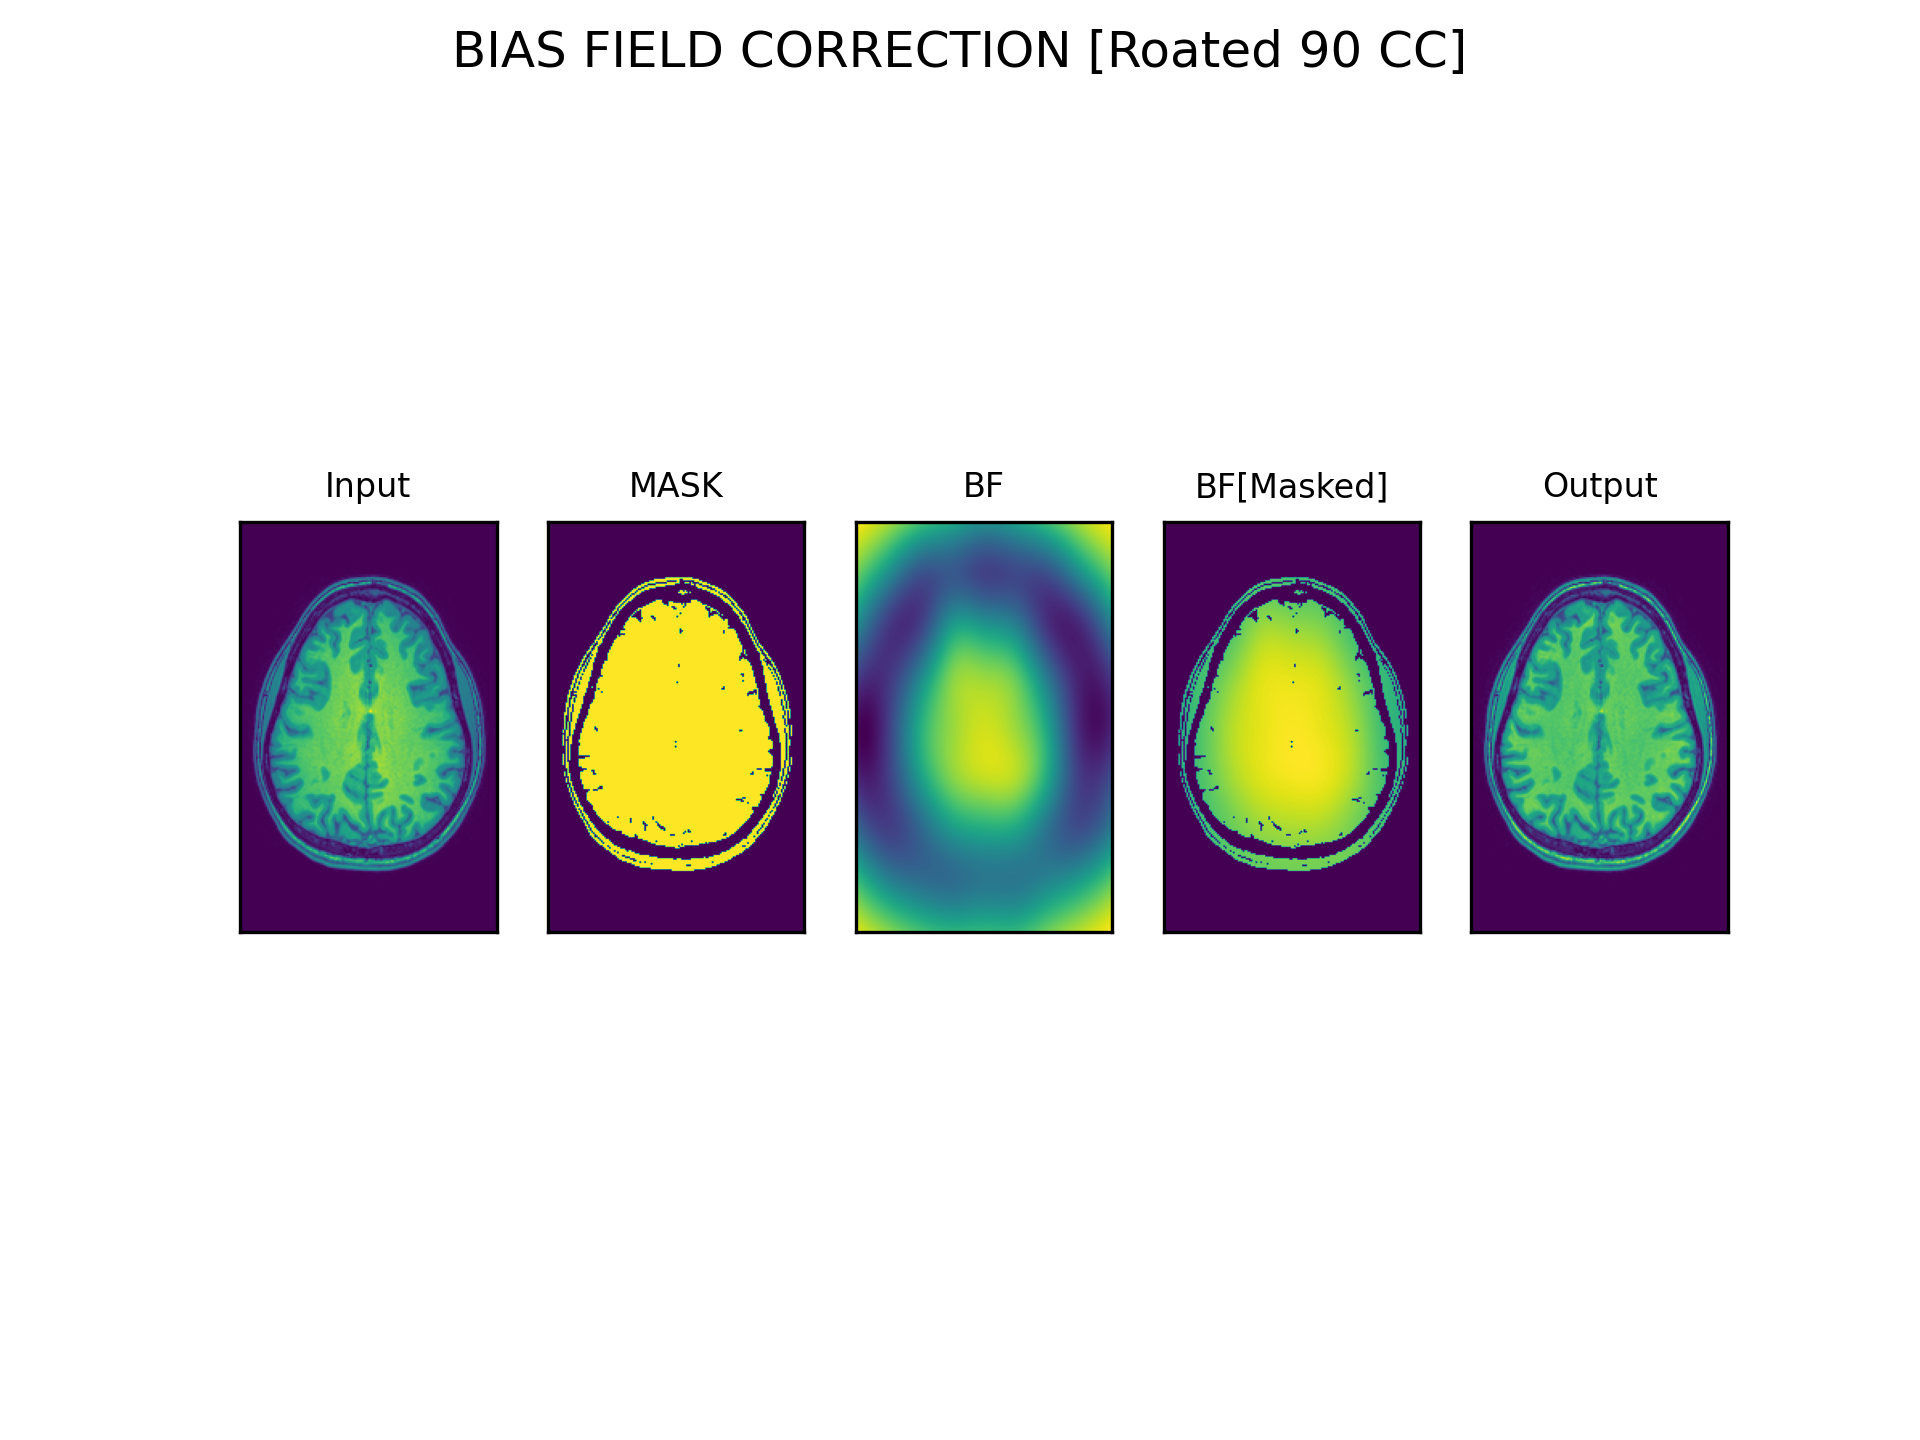 BIAS FIELD CORRECTION [Roated 90 CC]
Input
MASK
BF
BF[Masked]
Output